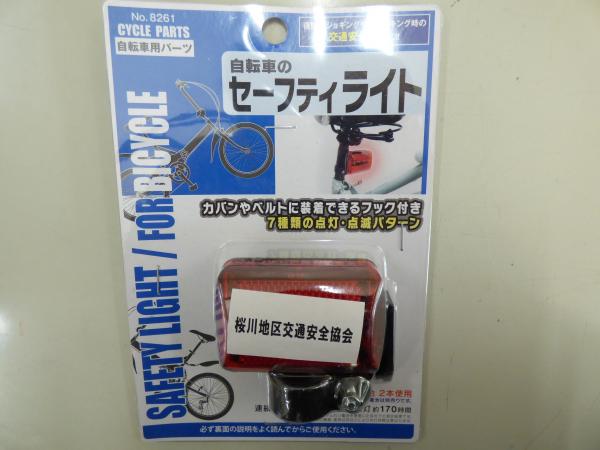 No. 8261
CYCLE PARTS
自転車用パーツ
自転車の
セーフティライト
SAFETY LIGHT / FOR BICYCLE
カバンやベルトに装着できるフック付き
7種類の点灯・点滅パターン
桜川地区交通安全協会
2本使用
約170時間
必ず裏面の説明をよく読んでからご使用ください。